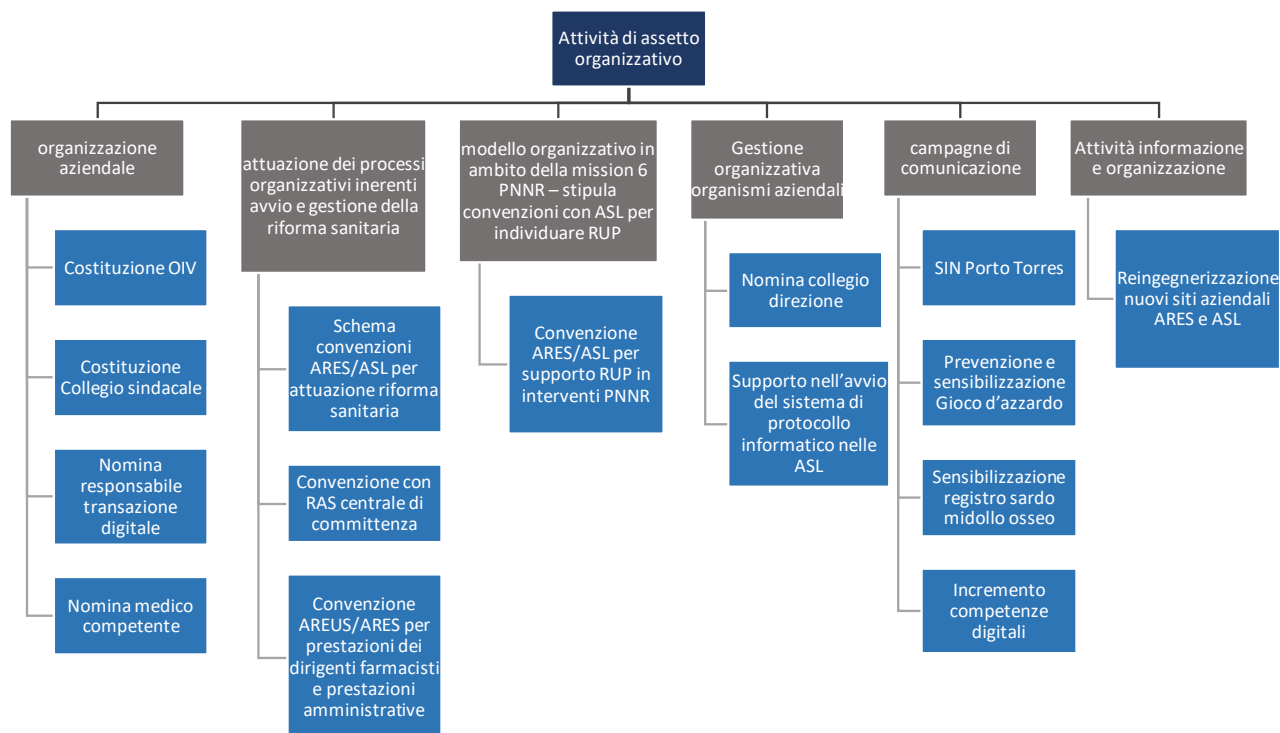 Attività di assetto
organizzativo
organizzazione
aziendale
Costituzione OIV
Costituzione
Collegio sindacale
Nomina
responsabile
transazione
digitale
Nomina medico
competente
attuazione dei processi
organizzativi inerenti
avvio e gestione della
riforma sanitaria
Schema
convenzioni
ARES/ASL per
attuazione riforma
sanitaria
Convenzione con
RAS centrale di
committenza
Convenzione
AREUS/ARES per
prestazioni dei
dirigenti farmacisti
e prestazioni
amministrative
modello organizzativo in
ambito della mission 6
PNNR – stipula
convenzioni con ASL per
individuare RUP
Convenzione
ARES/ASL per
supporto RUP in
interventi PNNR
Gestione
organizzativa
organismi aziendali
Nomina collegio
direzione
Supporto nell’avvio
del sistema di
protocollo
informatico nelle
ASL
campagne di
comunicazione
SIN Porto Torres
Prevenzione e
sensibilizzazione
Gioco d’azzardo
Sensibilizzazione
registro sardo
midollo osseo
Incremento
competenze
digitali
Attività informazione
e organizzazione
Reingegnerizzazione
nuovi siti aziendali
ARES e ASL